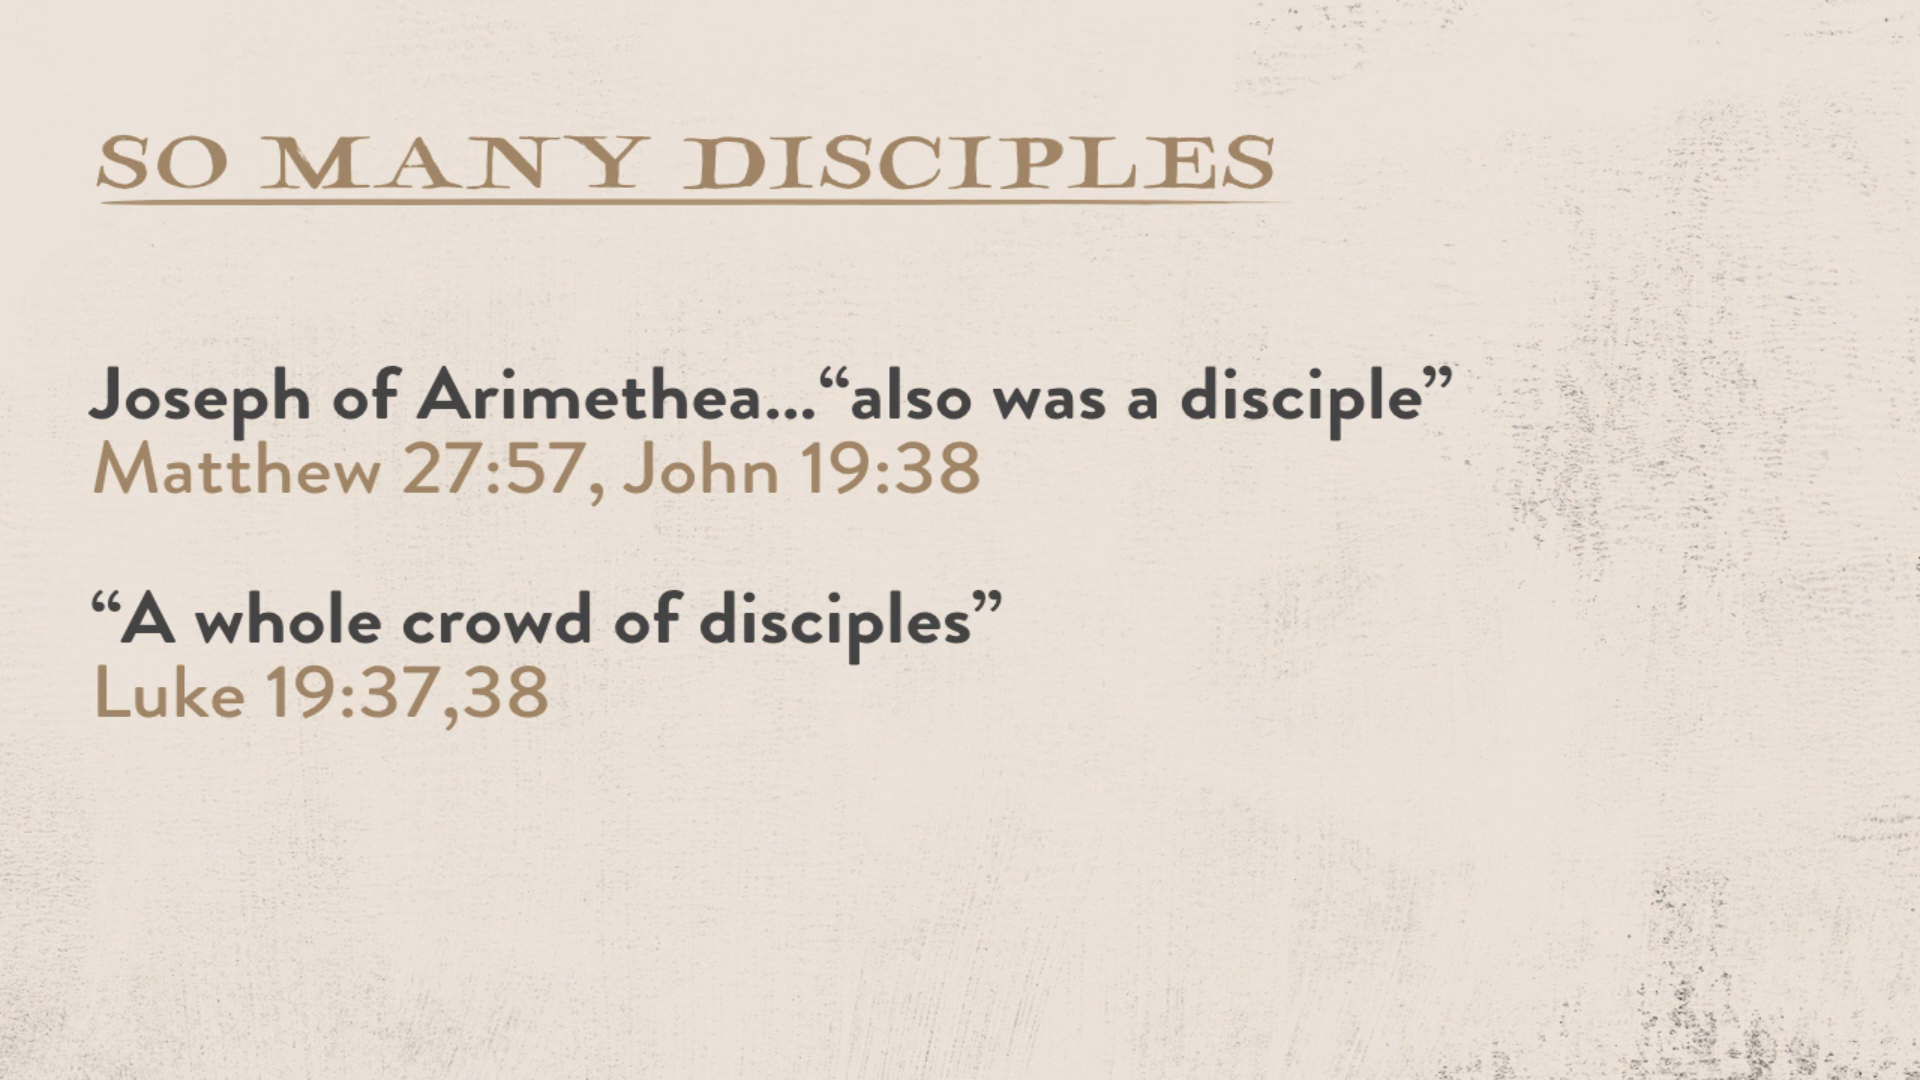 SO MANY DISCIPLES
Joseph of Arimethea...“also was a disciple”
Matthew 27:57, John 19:38
“A whole crowd of disciples”
Luke 19:37,38